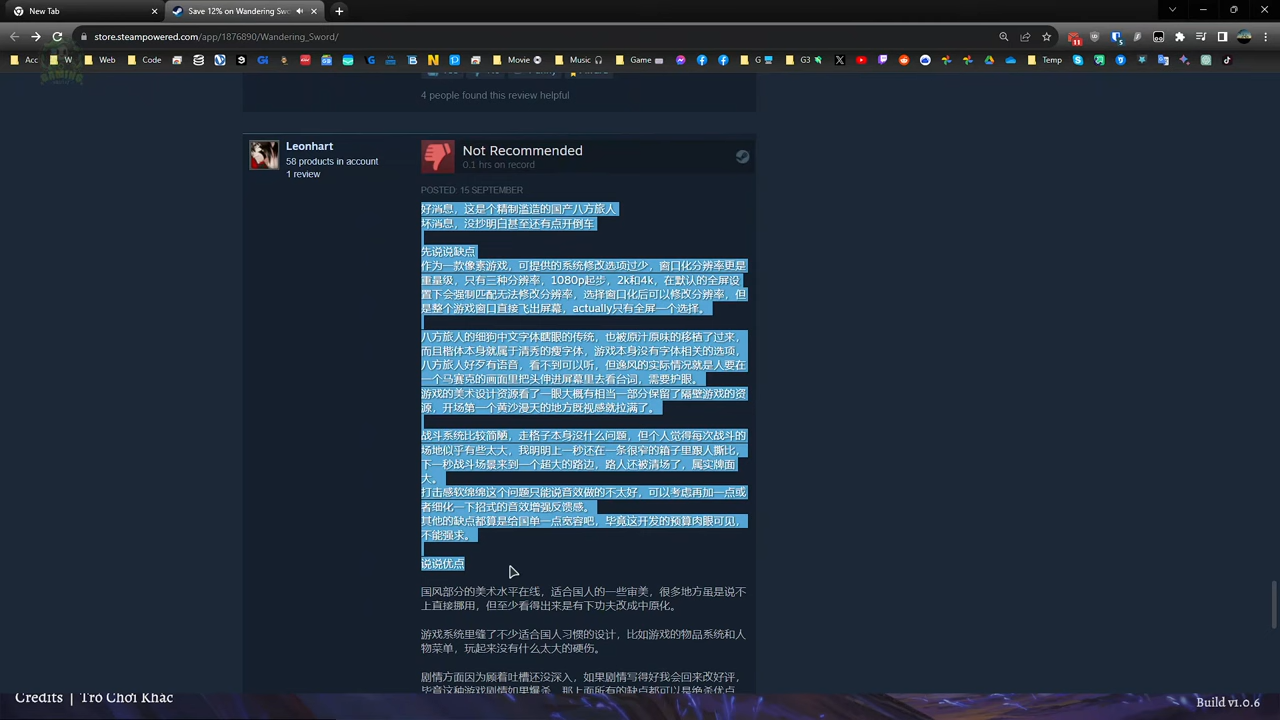 New Tab
Save 12% on Wandering Sw
store.steampowered.com/app/1876890/Wandering_Sword/
Acc
W
Web
Cod
Movie
Music
Game
G
G3
Temp
4 people found this review helpful
Leonhart
58 products in account
1 review
Not Recommended
0.1 hrs on record
POSTED: 15 SEPTEMBER
好消息，这是个精制滥造的国产八方旅人
坏消息，没抄明白甚至还有点开倒车
先说说缺点
作为一款像素游戏，可提供的系统修改选项过少，窗口化分辨率更是
重量级，只有三种分辨率，1080p起步，2k和4k，在默认的全屏设
置下会强制匹配无法修改分辨率，选择窗口化后可以修改分辨率，但
是整个游戏窗口直接飞出屏幕，actually只有全屏一个选择。
八方旅人的细狗中文字体瞎眼的传统，也被原汁原味的移植了过来，
而且楷体本身就属于清秀的瘦字体，游戏本身没有字体相关的选项，
八方旅人好歹有语音，看不到可以听，但逸风的实际情况就是人要在
一个马赛克的画面里把头伸进屏幕里去看台词，需要护眼。
游戏的美术设计资源看了一眼大概有相当一部分保留了隔壁游戏的资
源，开场第一个黄沙漫天的地方既视感就拉满了。
战斗系统比较简陋，走格子本身没什么问题，但个人觉得每次战斗的
场地似乎有些太大，我明明上一秒还在一条很窄的箱子里跟人撕比，
下一秒战斗场景来到一个超大的路边，路人还被清场了，属实牌面
大。
打击感软绵绵这个问题只能说音效做的不太好，可以考虑再加一点或
者细化一下招式的音效增强反馈感。
其他的缺点都算是给国单一点宽容吧，毕竟这开发的预算肉眼可见，
不能强求。
说说优点
国风部分的美术水平在线，适合国人的一些审美，很多地方虽是说不
上直接挪用，但至少看得出来是有下功夫改成中原化。
游戏系统里缝了不少适合国人习惯的设计，比如游戏的物品系统和人
物菜单，玩起来没有什么太大的硬伤。
剧情方面因为顾着吐槽还没深入，如果剧情写得好我会回来改好评，
毕竟这种游戏剧情如果爆杀，那上面所有的缺点都可以是绝杀优点
Credits | Trò Chơi Khác
Build v1.0.6